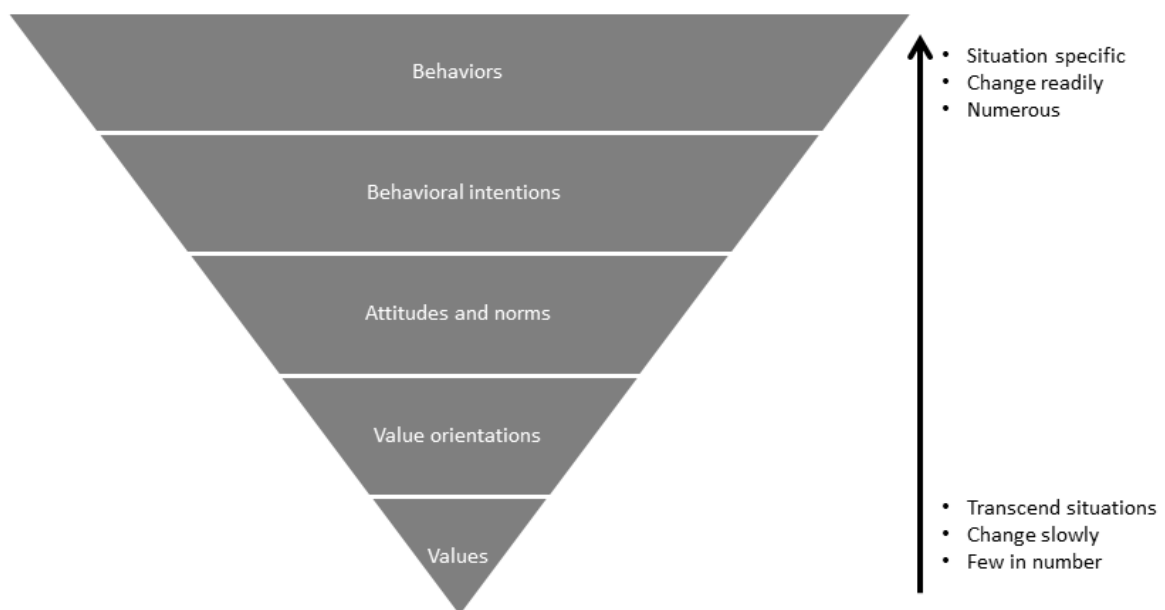 Behaviors
Behavioral intentions
Attitudes and norms
Value orientations
Values
• Situation specific
• Change readily
• Numerous
• Transcend situations
• Change slowly
• Few in number